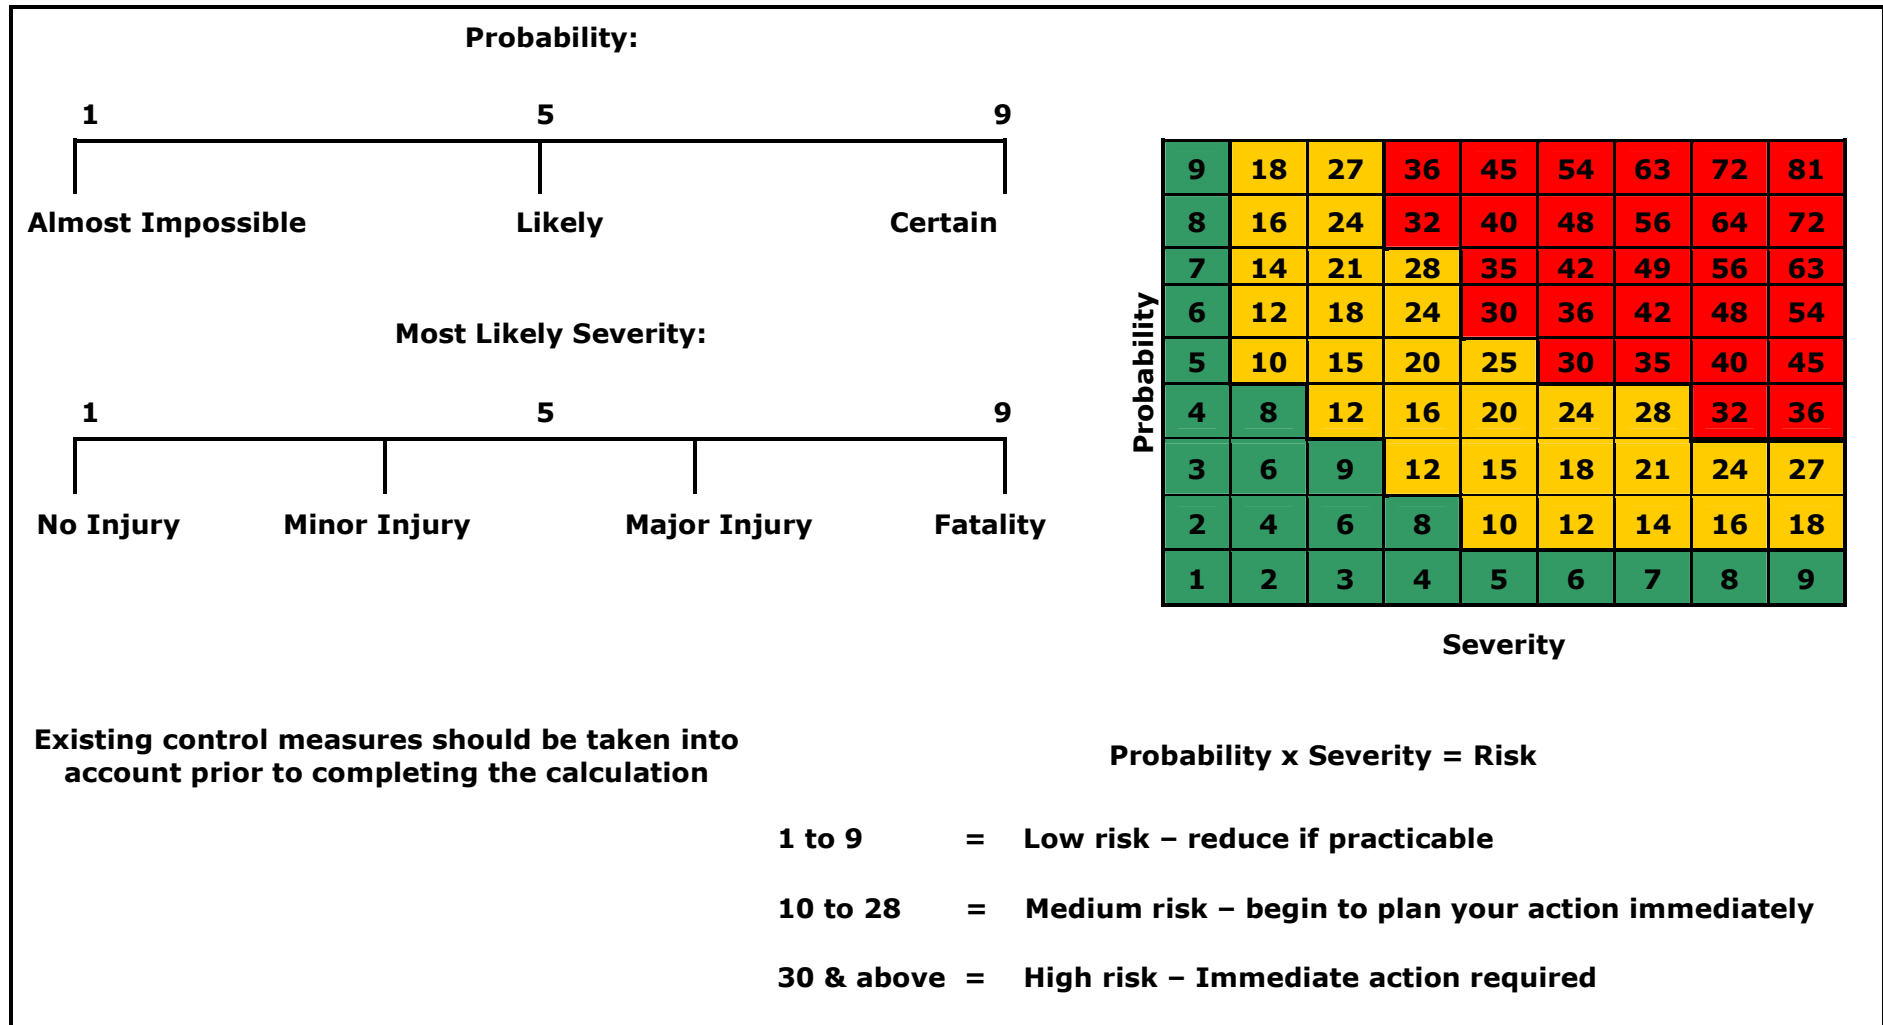 Probability:
1 5 9
Almost Impossible Likely Certain
Most Likely Severity:
1 5 9
No Injury Minor Injury Major Injury Fatality
Probability
9 18 27 36 45 54 63 72 81
8 16 24 32 40 48 56 64 72
7 14 21 28 35 42 49 56 63
6 12 18 24 30 36 42 48 54
5 10 15 20 25 30 35 40 45
4 8 12 16 20 24 28 32 36
3 6 9 12 15 18 21 24 27
2 4 6 8 10 12 14 16 18
1 2 3 4 5 6 7 8 9
Severity
Existing control measures should be taken into
account prior to completing the calculation
Probability x Severity = Risk
1 to 9 = Low risk – reduce if practicable
10 to 28 = Medium risk – begin to plan your action immediately
30 & above = High risk – Immediate action required